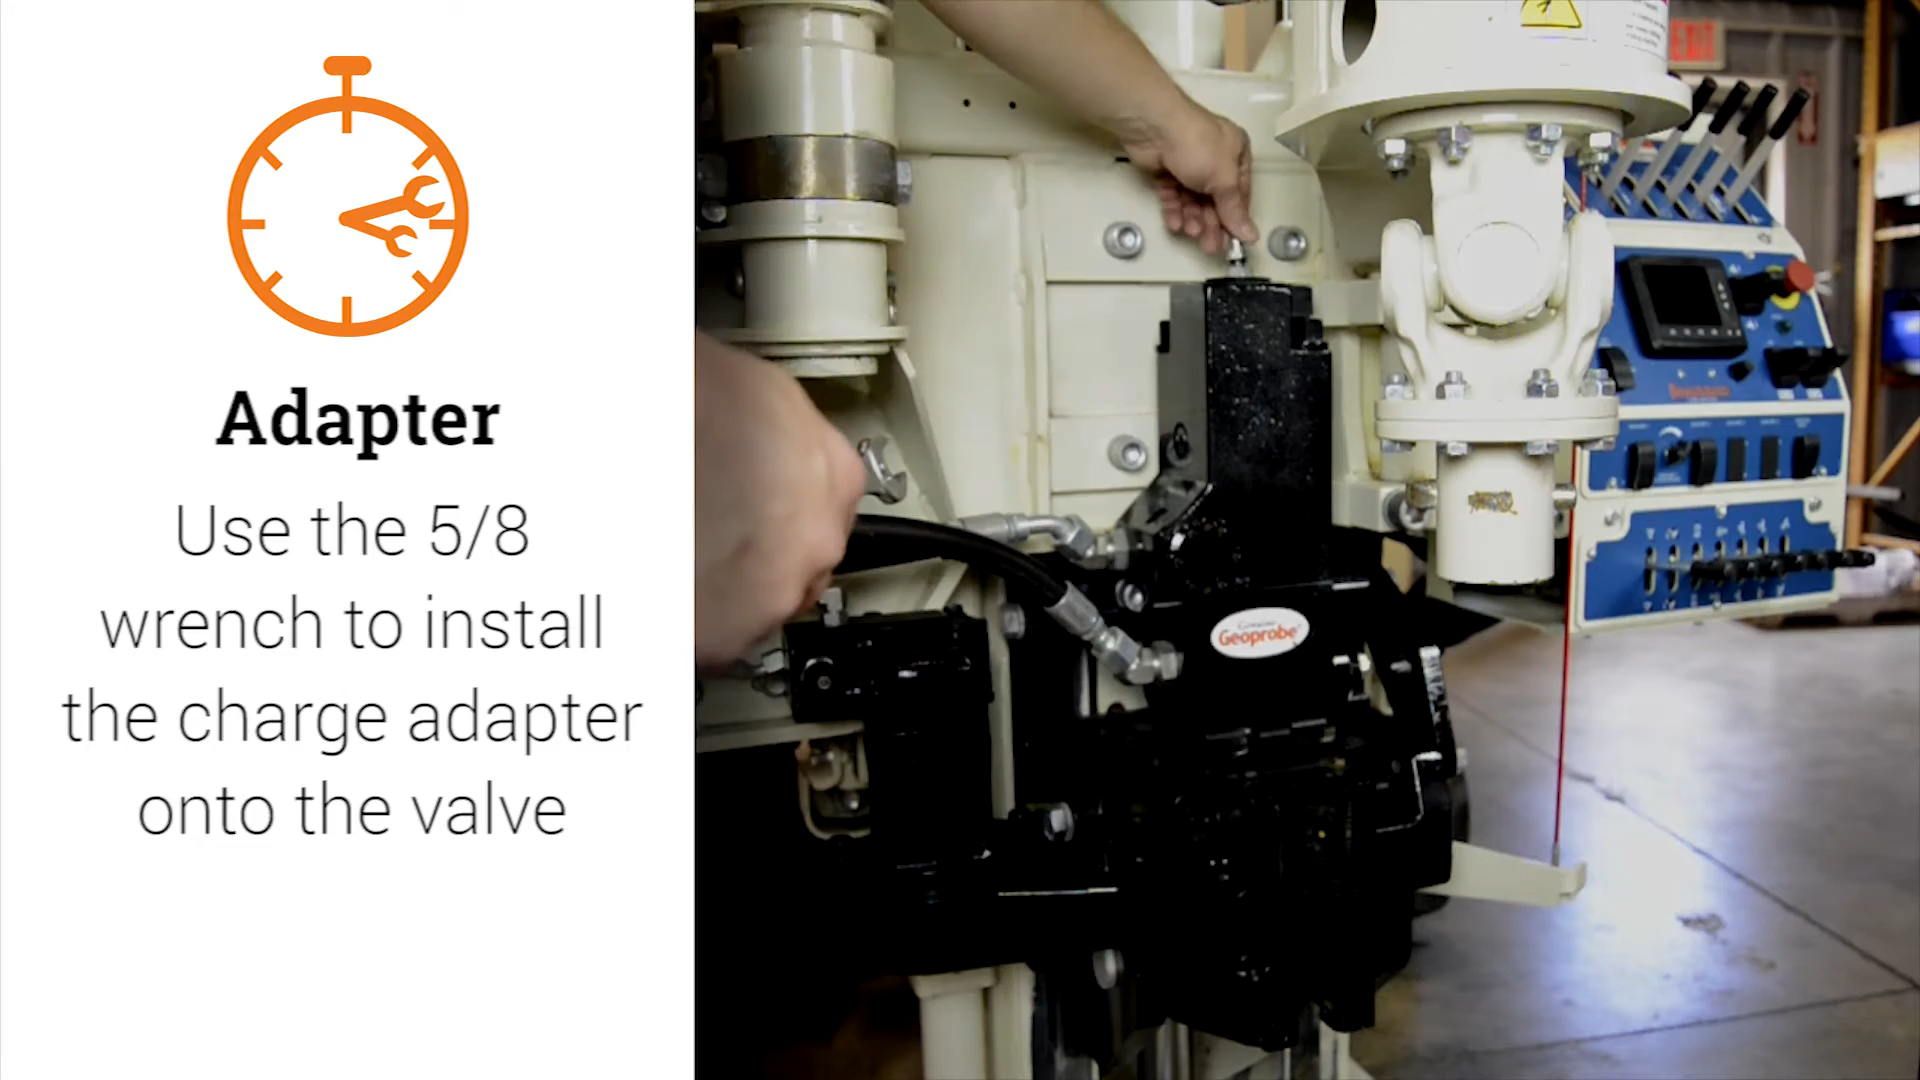 Adapter
Use the 5/8
wrench to install
the charge adapter
onto the valve
EXIT
Geoprobe